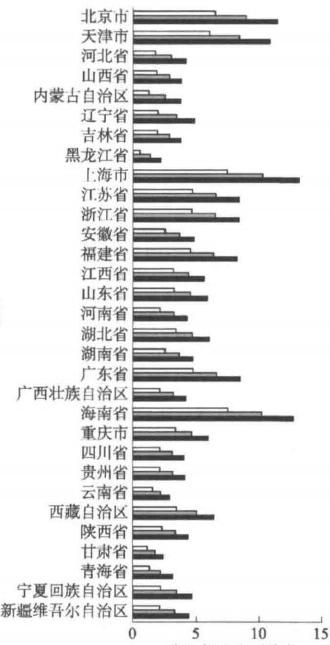 北京市
天津市
河北省
山西省
内蒙古自治区
辽宁省
吉林省
黑龙江省
上海市
江苏省
浙江省
安徽省
福建省
江西省
山东省
河南省
湖北省
湖南省
广东省
广西壮族自治区
海南省
重庆市
四川省
贵州省
云南省
西藏自治区
陕西省
甘肃省
青海省
宁夏回族自治区
新疆维吾尔自治区
0 5 10 15